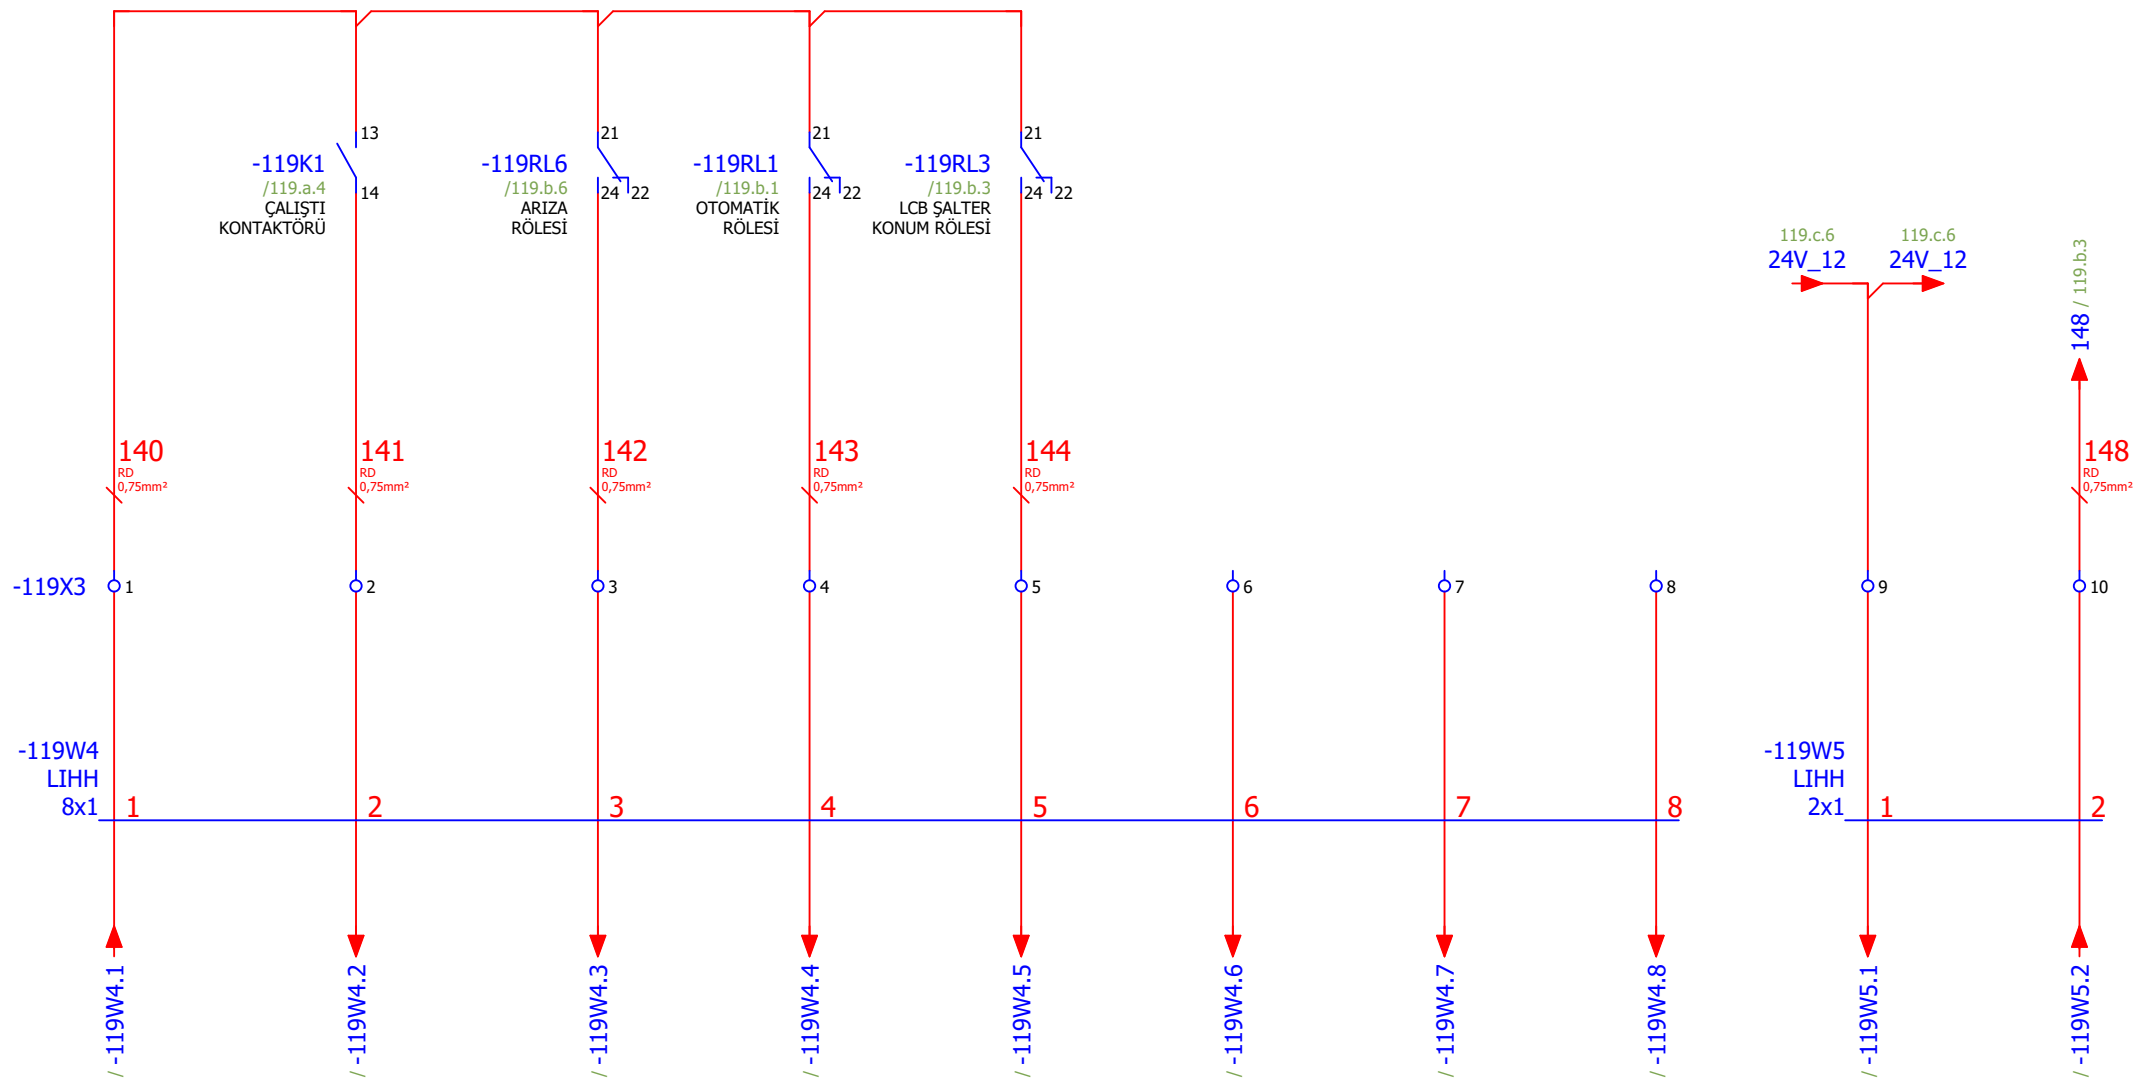 13
-119K1
/119.a.4
14
ÇALIŞTI
KONTAKTÖRÜ
21
-119RL6
/119.b.6
24 22
ARIZA
RÖLESİ
21
-119RL1
/119.b.1
24 22
OTOMATİK
RÖLESİ
21
-119RL3
/119.b.3
24 22
LCB ŞALTER
KONUM RÖLESİ
119.c.6
24V_12
119.c.6
24V_12
148 / 119.b.3
140
RD
0,75mm²
141
RD
0,75mm²
142
RD
0,75mm²
143
RD
0,75mm²
144
RD
0,75mm²
148
RD
0,75mm²
-119X3 1 2 3 4 5 6 7 8 9 10
-119W4
LIHH
8x1 1 2 3 4 5 6 7 8
-119W5
LIHH
2x1 1 2
/ -119W4.1
/ -119W4.2
/ -119W4.3
/ -119W4.4
/ -119W4.5
/ -119W4.6
/ -119W4.7
/ -119W4.8
/ -119W5.1
/ -119W5.2